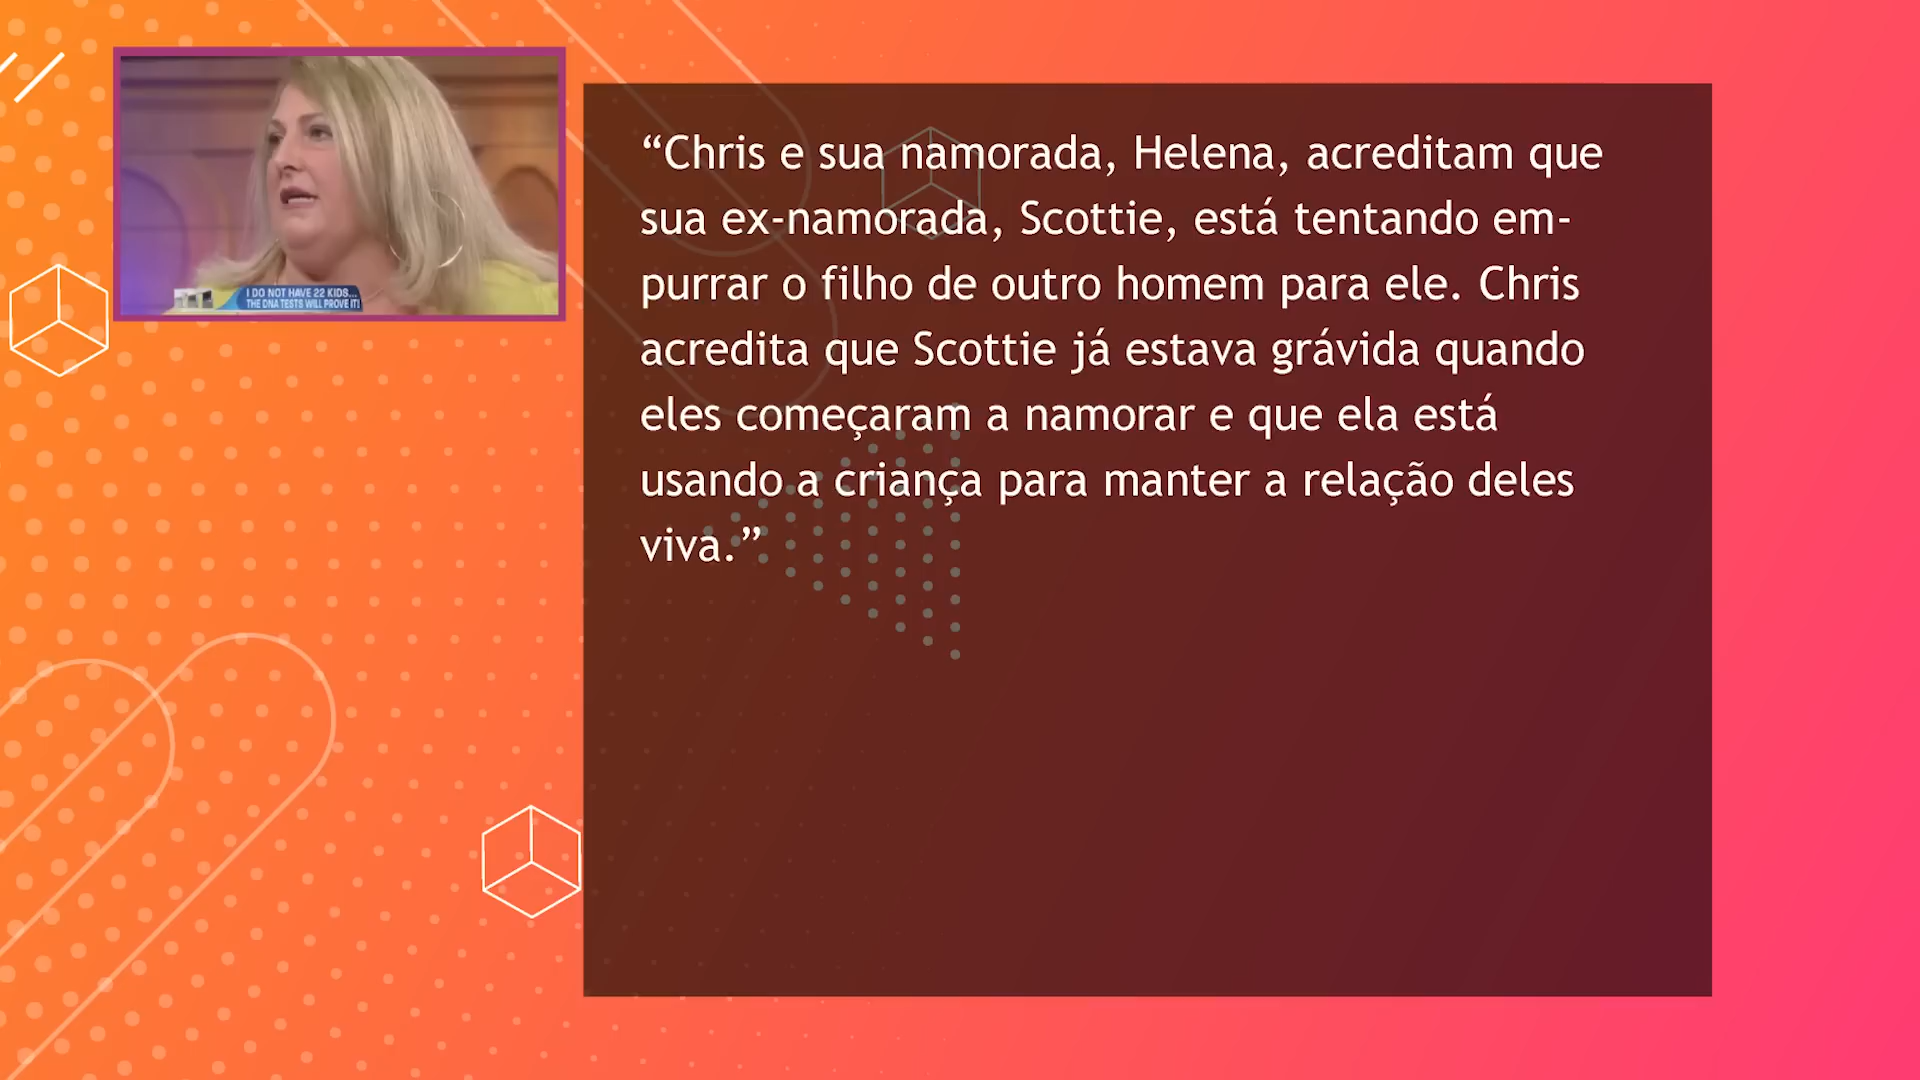 I DO NOT HAVE 22 KIDS...
THE DNA TESTS WILL PROVE IT!
“Chris e sua namorada, Helena, acreditam que
sua ex-namorada, Scottie, está tentando em-
purrar o filho de outro homem para ele. Chris
acredita que Scottie já estava grávida quando
eles começaram a namorar e que ela está
usando a criança para manter a relação deles
viva.”